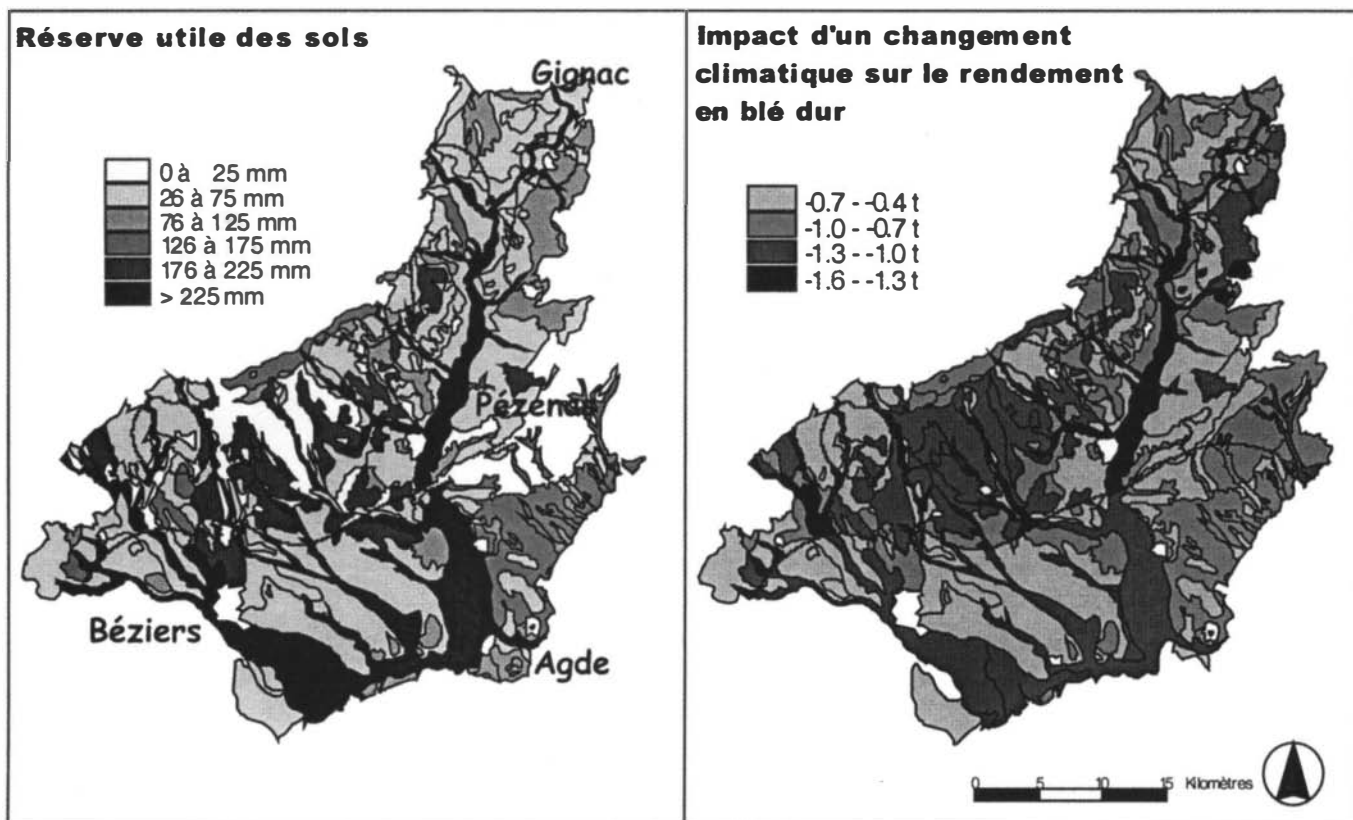 Réserve utile des sols
Gignac
0 à 25 mm
26 à 75 mm
76 à 125 mm
126 à 175 mm
176 à 225 mm
> 225 mm
Pézenas
Béziers
Agde
Impact d'un changement
climatique sur le rendement
en blé dur
-0.7 - -0.4 t
-1.0 - -0.7 t
-1.3 - -1.0 t
-1.6 - -1.3 t
0 5 10 15 Kilomètres